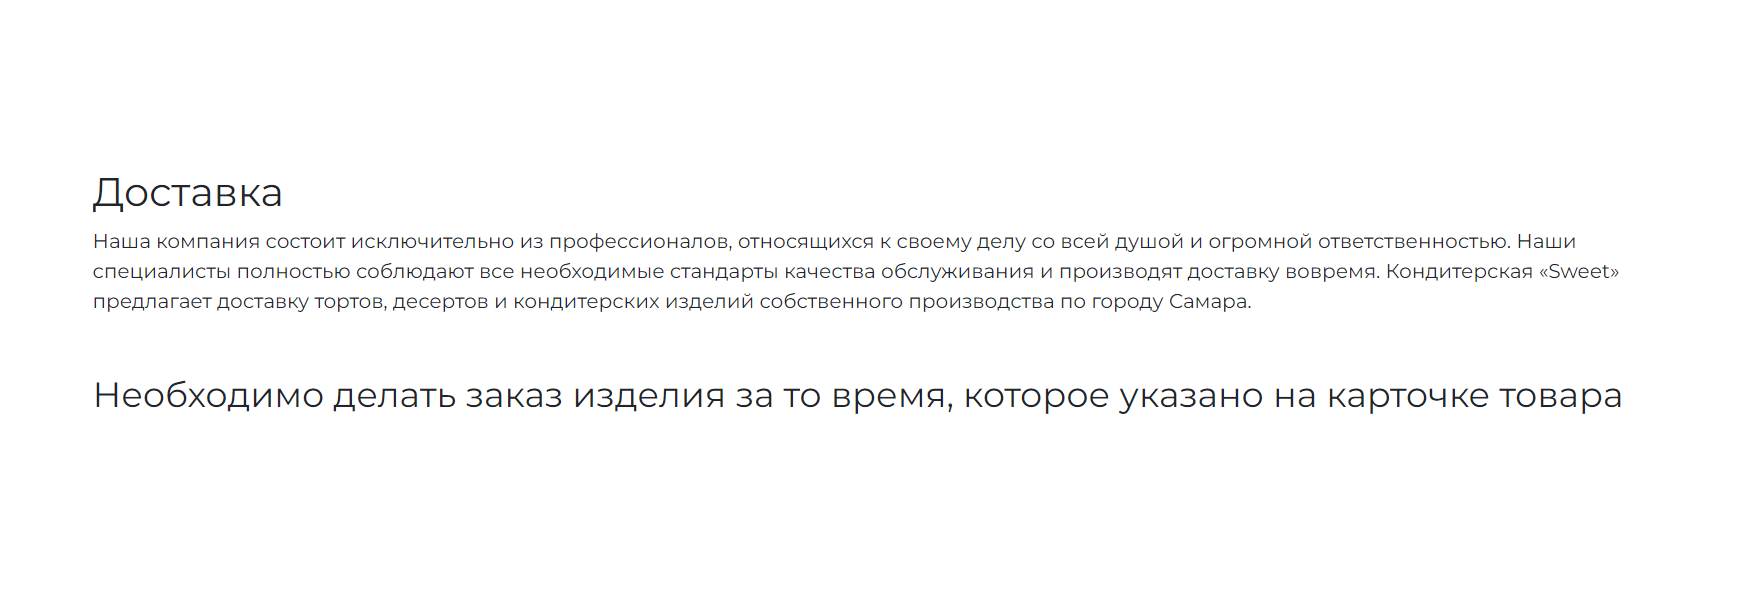 Доставка
Наша компания состоит исключительно из профессионалов, относящихся к своему делу со всей душой и огромной ответственностью. Наши
специалисты полностью соблюдают все необходимые стандарты качества обслуживания и производят доставку вовремя. Кондитерская «Sweet»
предлагает доставку тортов, десертов и кондитерских изделий собственного производства по городу Самара.
Необходимо делать заказ изделия за то время, которое указано на карточке товара